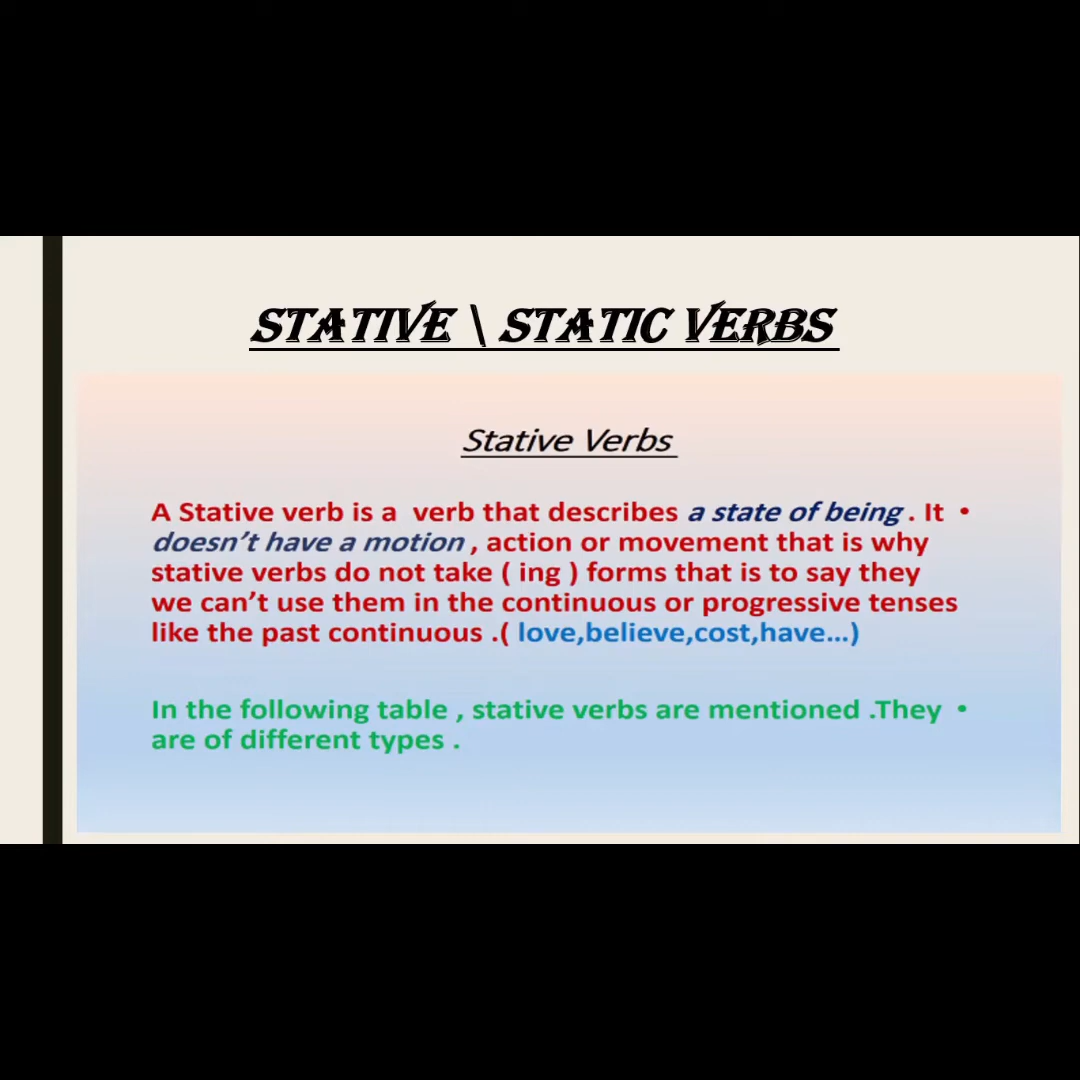 STATIVE \ STATIC VERBS
Stative Verbs
A Stative verb is a verb that describes a state of being . It •
doesn’t have a motion , action or movement that is why
stative verbs do not take ( ing ) forms that is to say they
we can’t use them in the continuous or progressive tenses
like the past continuous .( love,believe,cost,have...)
In the following table , stative verbs are mentioned .They •
are of different types .